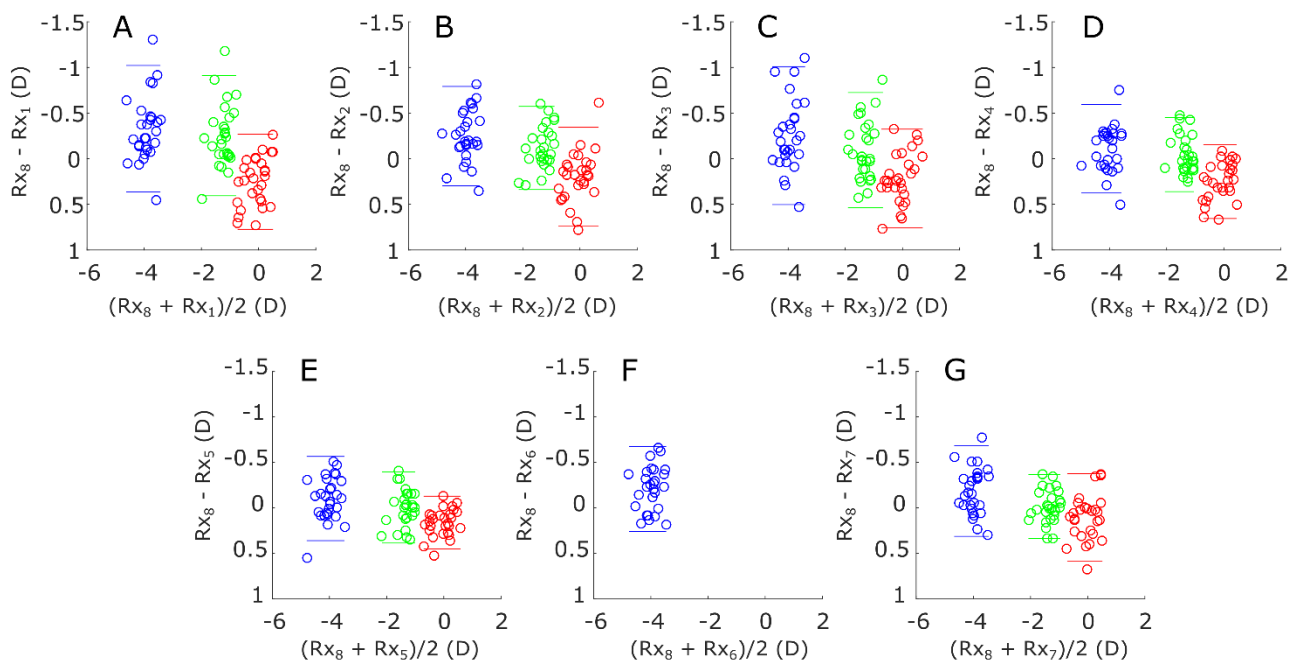 A B C D
-1.5 -1.5 -1.5 -1.5
-1 -1 -1 -1
-0.5 -0.5 -0.5 -0.5
0 0 0 0
0.5 0.5 0.5 0.5
1 1 1 1
Rx₈ - Rx₁ (D) Rx₈ - Rx₂ (D) Rx₈ - Rx₃ (D) Rx₈ - Rx₄ (D)
-6 -4 -2 0 2 -6 -4 -2 0 2 -6 -4 -2 0 2 -6 -4 -2 0 2
(Rx₈ + Rx₁)/2 (D) (Rx₈ + Rx₂)/2 (D) (Rx₈ + Rx₃)/2 (D) (Rx₈ + Rx₄)/2 (D)
E F G
-1.5 -1.5 -1.5
-1 -1 -1
-0.5 -0.5 -0.5
0 0 0
0.5 0.5 0.5
1 1 1
Rx₈ - Rx₅ (D) Rx₈ - Rx₆ (D) Rx₈ - Rx₇ (D)
-6 -4 -2 0 2 -6 -4 -2 0 2 -6 -4 -2 0 2
(Rx₈ + Rx₅)/2 (D) (Rx₈ + Rx₆)/2 (D) (Rx₈ + Rx₇)/2 (D)